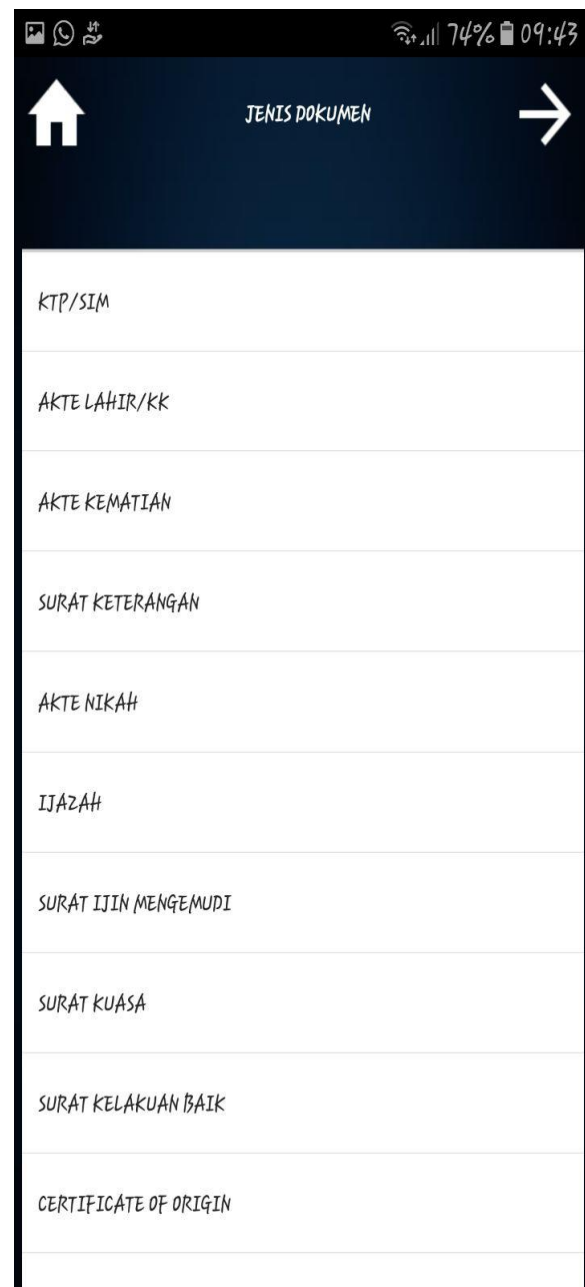 74% 09:43
JENIS DOKUMEN
KTP/SIM
AKTE LAHIR/KK
AKTE KEMATIAN
SURAT KETERANGAN
AKTE NIKAH
IJAZAH
SURAT IJIN MENGEMUDI
SURAT KUASA
SURAT KELAKUAN BAIK
CERTIFICATE OF ORIGIN